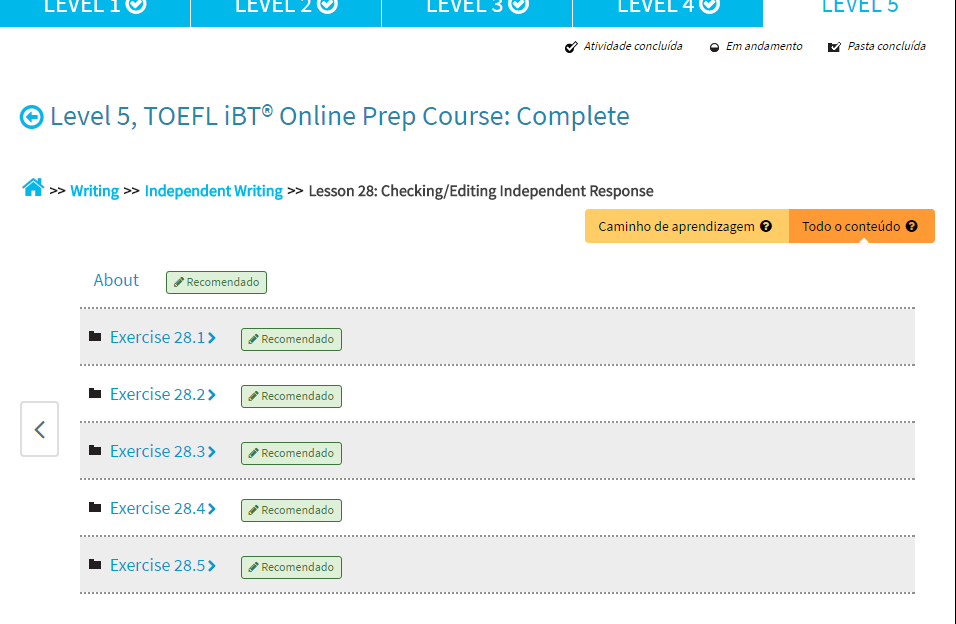 LEVEL 1 LEVEL 2 LEVEL 3 LEVEL 4 LEVEL 5
Atividade concluída Em andamento Pasta concluída
Level 5, TOEFL iBT® Online Prep Course: Complete
>> Writing >> Independent Writing >> Lesson 28: Checking/Editing Independent Response
Caminho de aprendizagem ? Todo o conteúdo ?
About Recomendado
Exercise 28.1 Recomendado
Exercise 28.2 Recomendado
Exercise 28.3 Recomendado
Exercise 28.4 Recomendado
Exercise 28.5 Recomendado